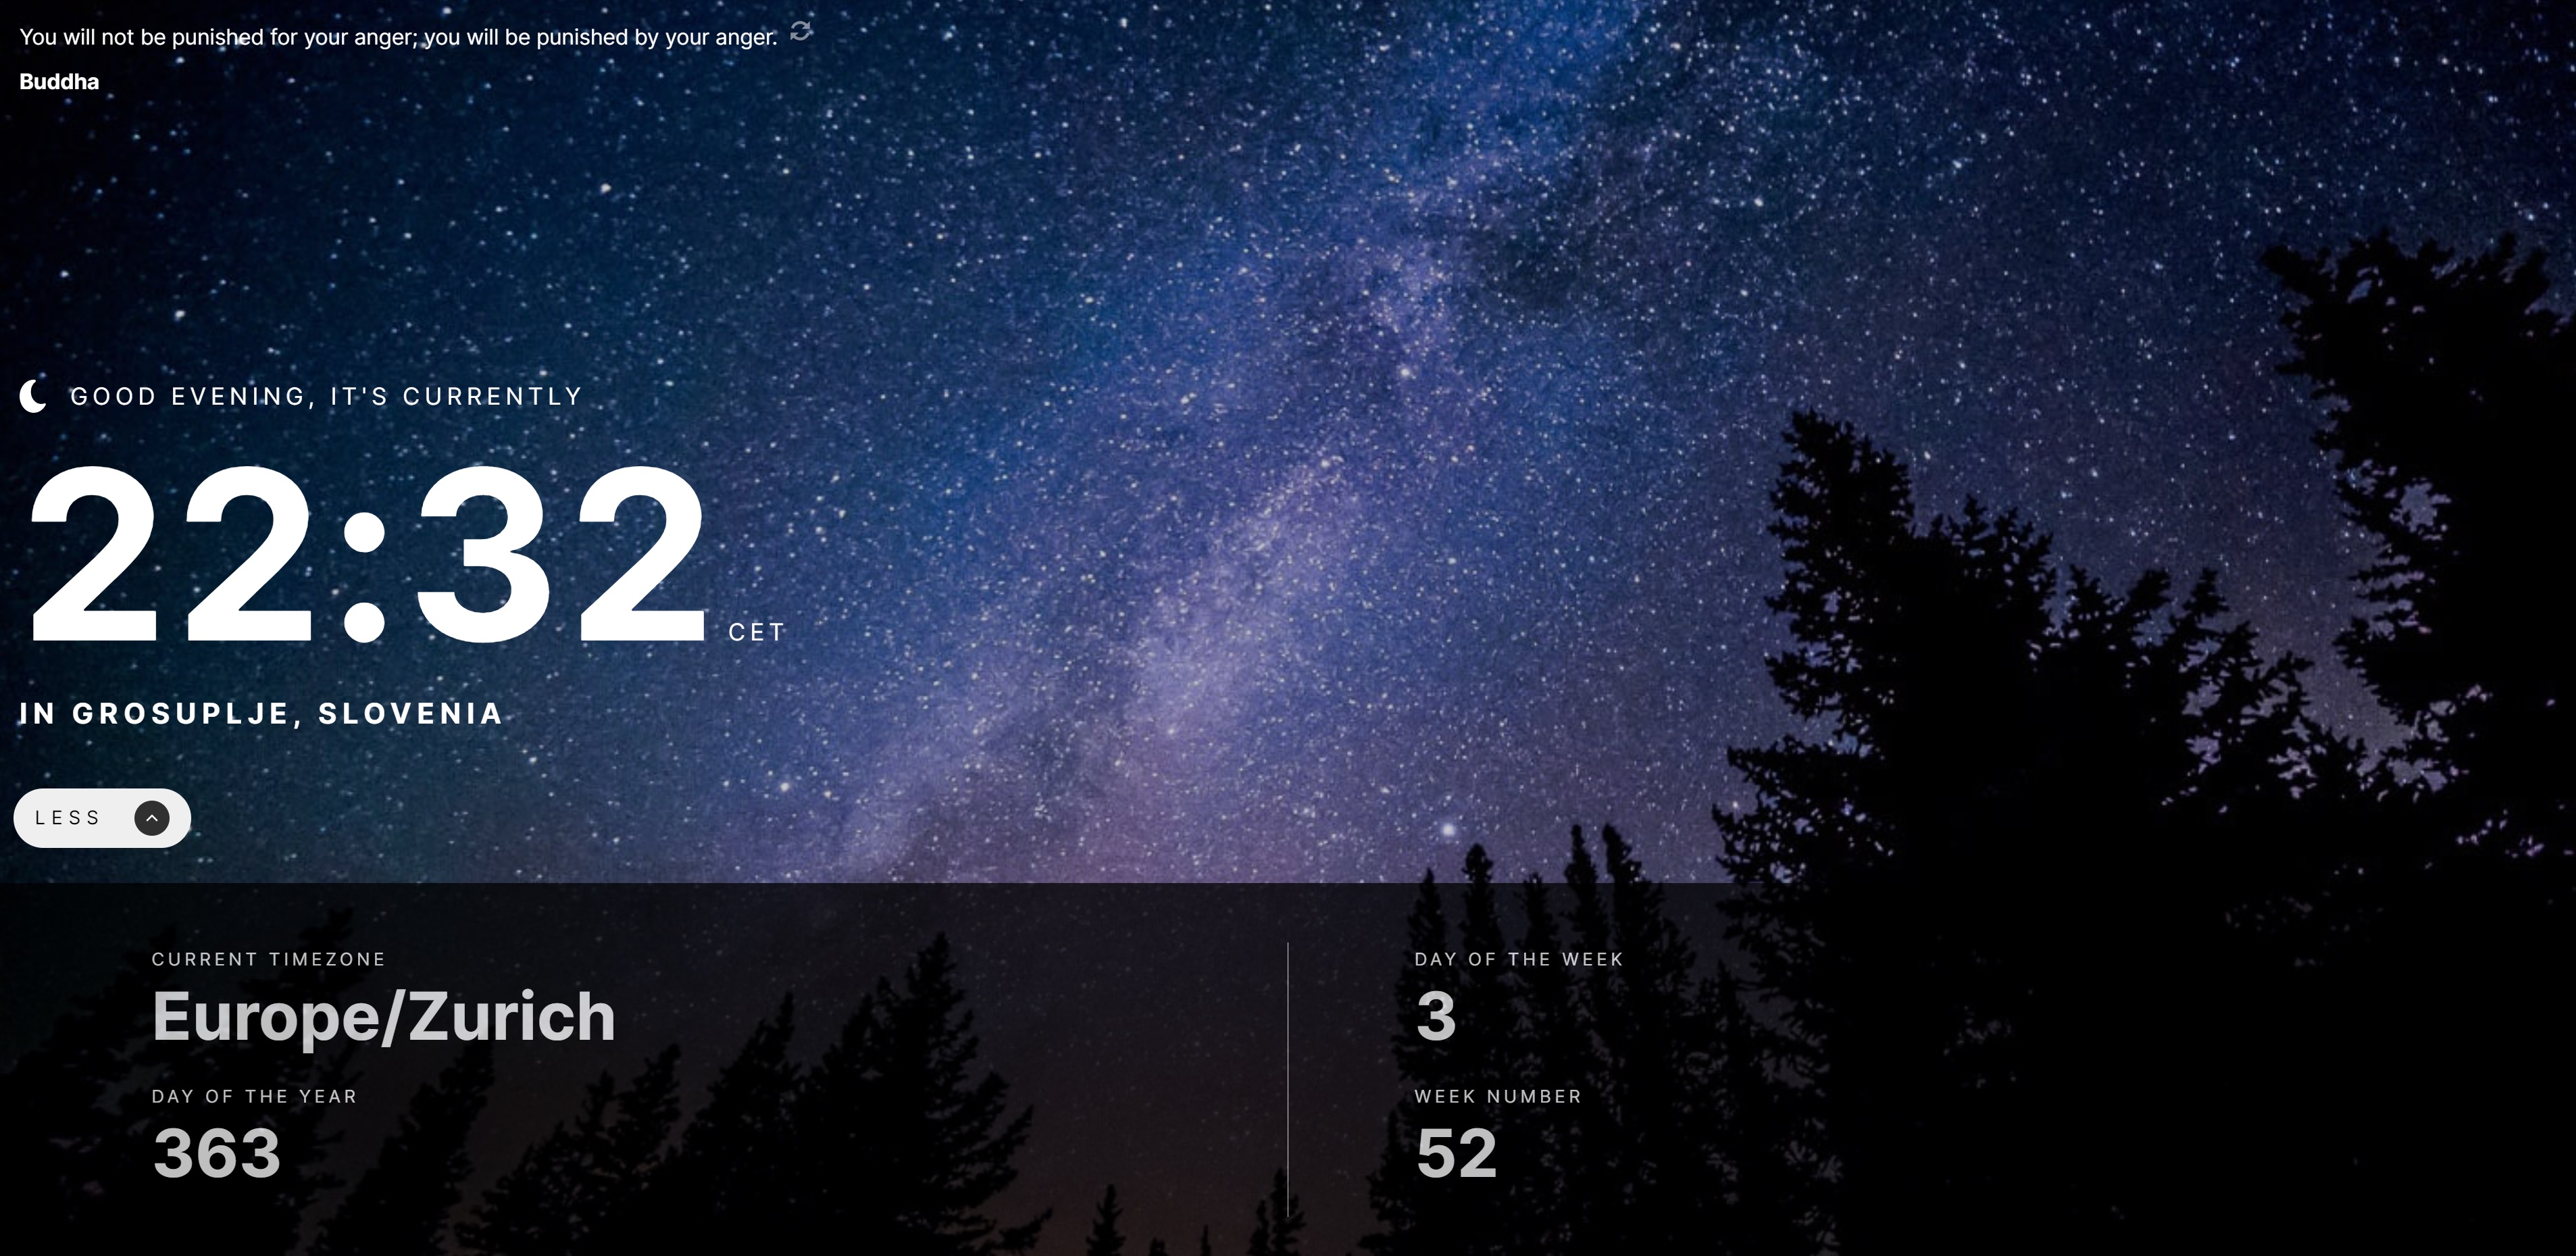 You will not be punished for your anger; you will be punished by your anger.
Buddha
GOOD EVENING, IT'S CURRENTLY
22:32 CET
IN GROSUPLJE, SLOVENIA
LESS
CURRENT TIMEZONE
Europe/Zurich
DAY OF THE YEAR
363
DAY OF THE WEEK
3
WEEK NUMBER
52